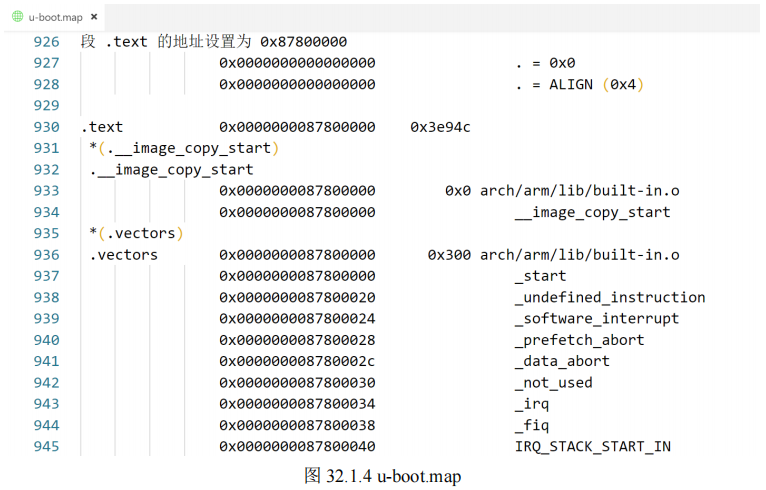 u-boot.map ×
926 段 .text 的地址设置为 0x87800000
927 0x0000000000000000 . = 0x0
928 0x0000000000000000 . = ALIGN (0x4)
929
930 .text 0x0000000087800000 0x3e94c
931 *(.__image_copy_start)
932 .__image_copy_start
933 0x0000000087800000 0x0 arch/arm/lib/built-in.o
934 0x0000000087800000 __image_copy_start
935 *(.vectors)
936 .vectors 0x0000000087800000 0x300 arch/arm/lib/built-in.o
937 0x0000000087800000 _start
938 0x0000000087800020 _undefined_instruction
939 0x0000000087800024 _software_interrupt
940 0x0000000087800028 _prefetch_abort
941 0x000000008780002c _data_abort
942 0x0000000087800030 _not_used
943 0x0000000087800034 _irq
944 0x0000000087800038 _fiq
945 0x0000000087800040 IRQ_STACK_START_IN
图 32.1.4 u-boot.map